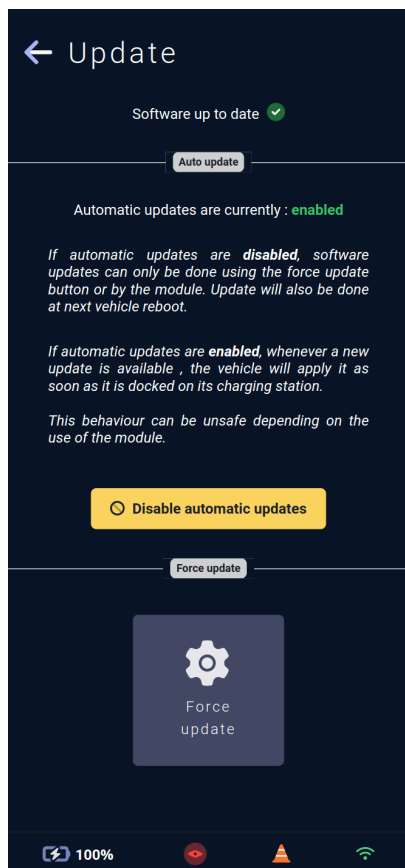 Update
Software up to date
Auto update
Automatic updates are currently : enabled
If automatic updates are disabled, software
updates can only be done using the force update
button or by the module. Update will also be done
at next vehicle reboot.
If automatic updates are enabled, whenever a new
update is available , the vehicle will apply it as
soon as it is docked on its charging station.
This behaviour can be unsafe depending on the
use of the module.
Disable automatic updates
Force update
Force
update
100%